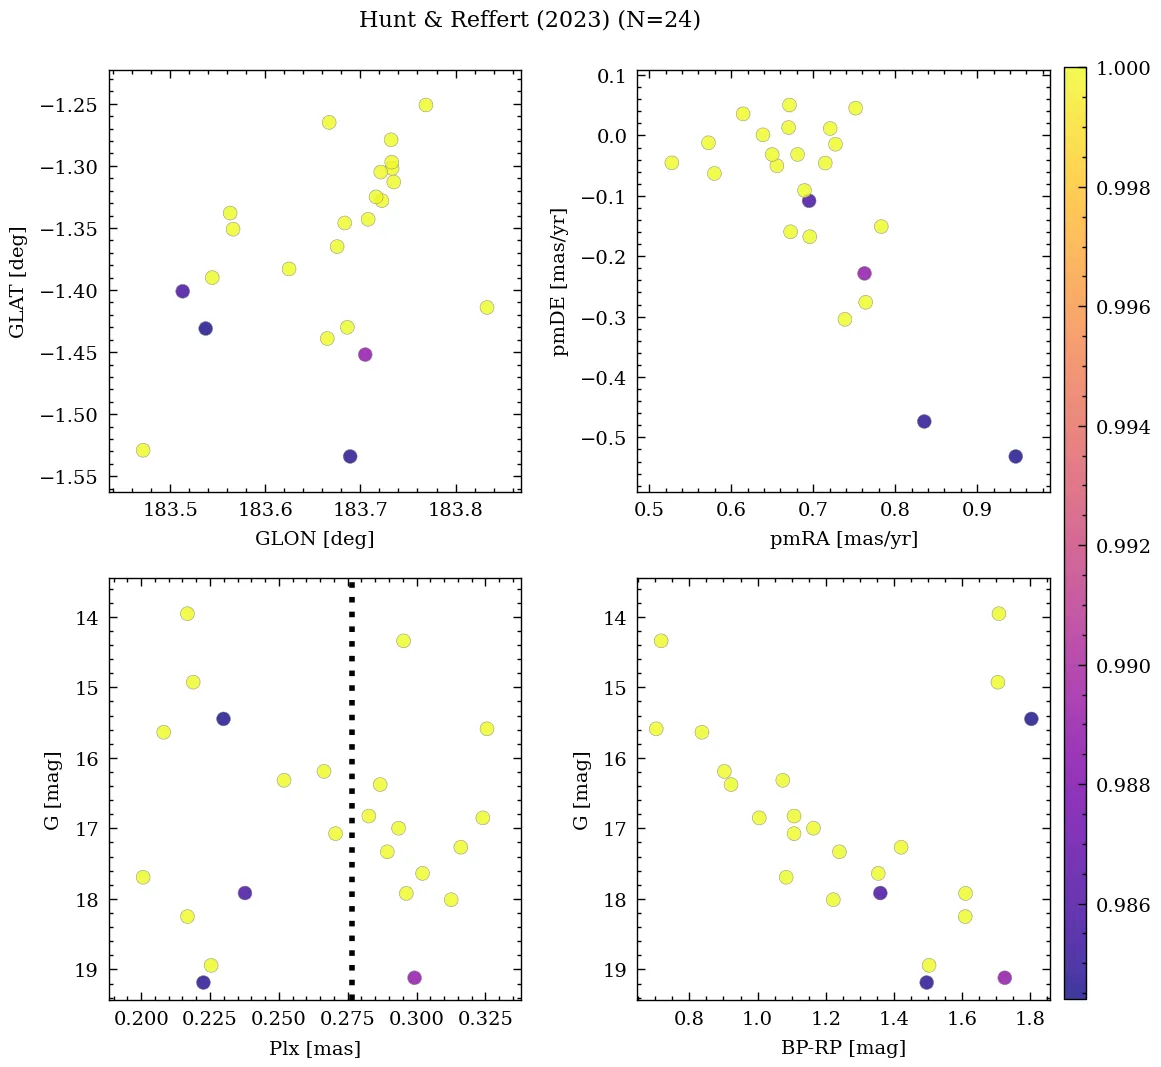 Hunt & Reffert (2023) (N=24)
−1.25
−1.30
−1.35
−1.40
−1.45
−1.50
−1.55
GLAT [deg]
183.5 183.6 183.7 183.8
GLON [deg]
0.1
0.0
−0.1
−0.2
−0.3
−0.4
−0.5
pmDE [mas/yr]
0.5 0.6 0.7 0.8 0.9
pmRA [mas/yr]
14
15
16
17
18
19
G [mag]
0.200 0.225 0.250 0.275 0.300 0.325
Plx [mas]
14
15
16
17
18
19
G [mag]
0.8 1.0 1.2 1.4 1.6 1.8
BP-RP [mag]
1.000
0.998
0.996
0.994
0.992
0.990
0.988
0.986